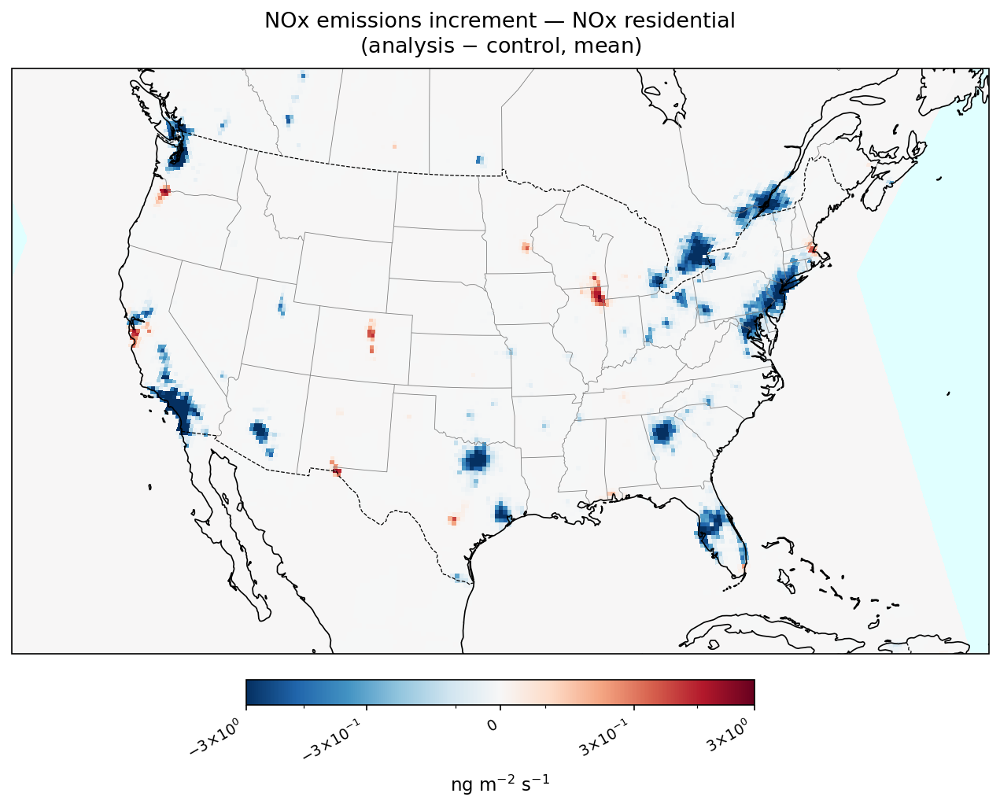 NOx emissions increment — NOx residential
(analysis − control, mean)
−3×10⁰
−3×10⁻¹
0
3×10⁻¹
3×10⁰
ng m⁻² s⁻¹